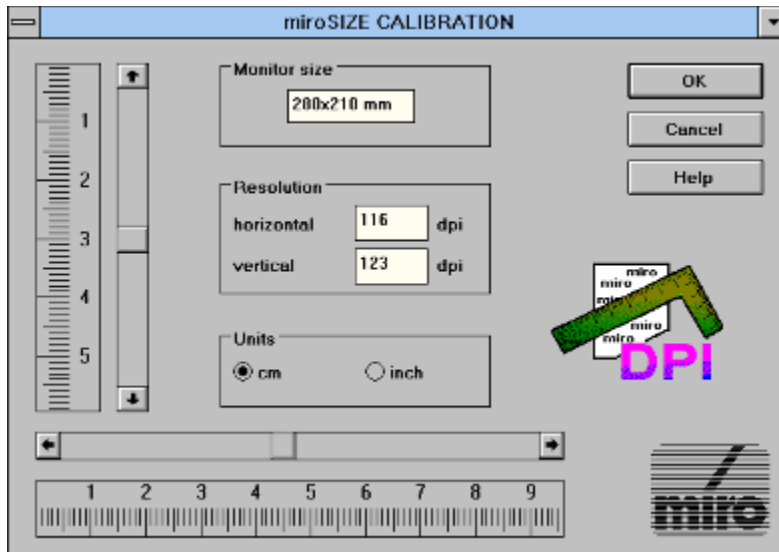 miroSIZE CALIBRATION
Monitor size
280x210 mm
Resolution
horizontal 116 dpi
vertical 123 dpi
Units
cm inch
OK
Cancel
Help
1
2
3
4
5
miro
miro
miro
miro
DPI
1 2 3 4 5 6 7 8 9
miro